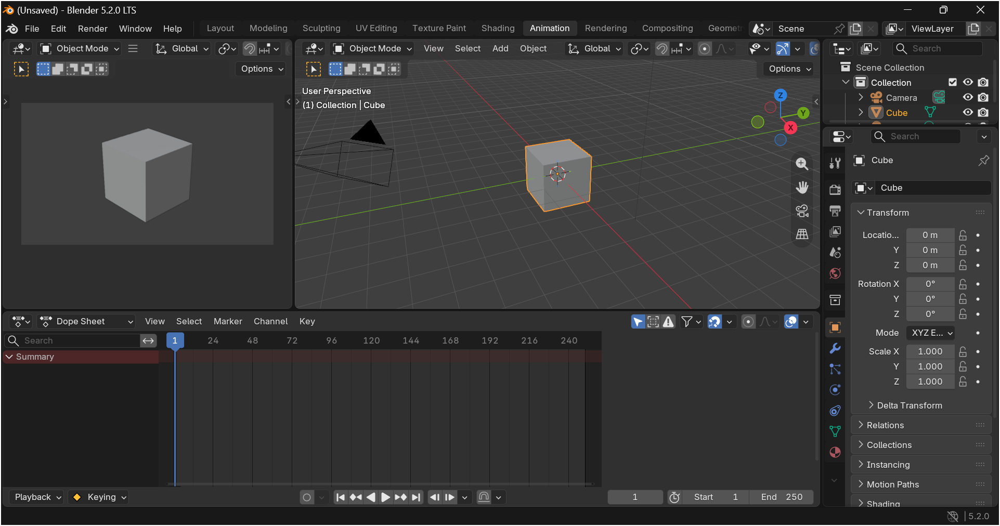 (Unsaved) - Blender 5.2.0 LTS
File Edit Render Window Help Layout Modeling Sculpting UV Editing Texture Paint Shading Animation Rendering Compositing Geomet Scene ViewLayer
Object Mode Global
Options
Object Mode View Select Add Object Global
Options
User Perspective
(1) Collection | Cube
Z
Y
X
Search
Scene Collection
Collection
Camera
Cube
Search
Cube
Cube
Transform
Locatio... 0 m
Y 0 m
Z 0 m
Rotation X 0°
Y 0°
Z 0°
Mode XYZ E...
Scale X 1.000
Y 1.000
Z 1.000
Delta Transform
Relations
Collections
Instancing
Motion Paths
Shading
Dope Sheet View Select Marker Channel Key
Search 1 24 48 72 96 120 144 168 192 216 240
Summary
Playback Keying 1 Start 1 End 250
5.2.0